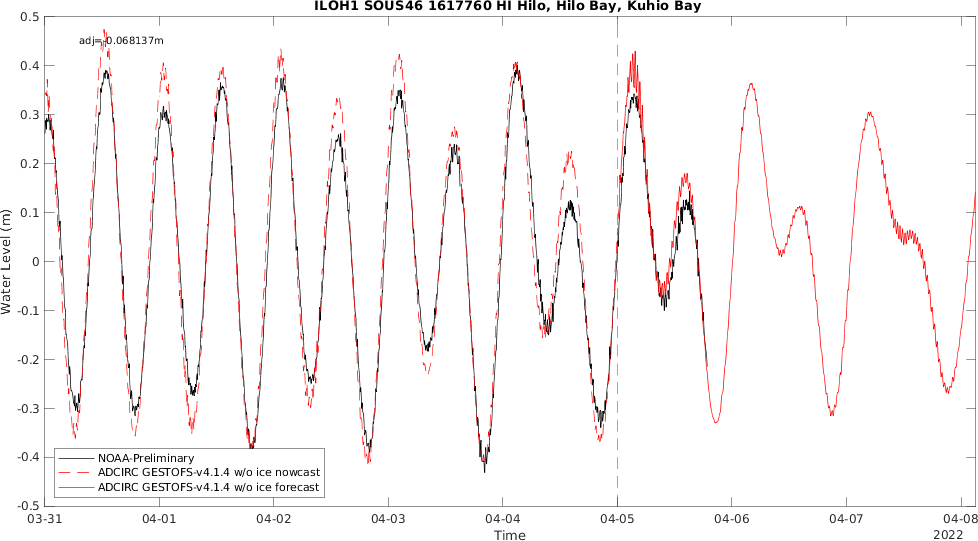 ILOH1 SOUS46 1617760 HI Hilo, Hilo Bay, Kuhio Bay
adj=-0.068137m
Water Level (m)
0.5
0.4
0.3
0.2
0.1
0
-0.1
-0.2
-0.3
-0.4
-0.5
NOAA-Preliminary
ADCIRC GESTOFS-v4.1.4 w/o ice nowcast
ADCIRC GESTOFS-v4.1.4 w/o ice forecast
03-31 04-01 04-02 04-03 04-04 04-05 04-06 04-07 04-08
Time
2022